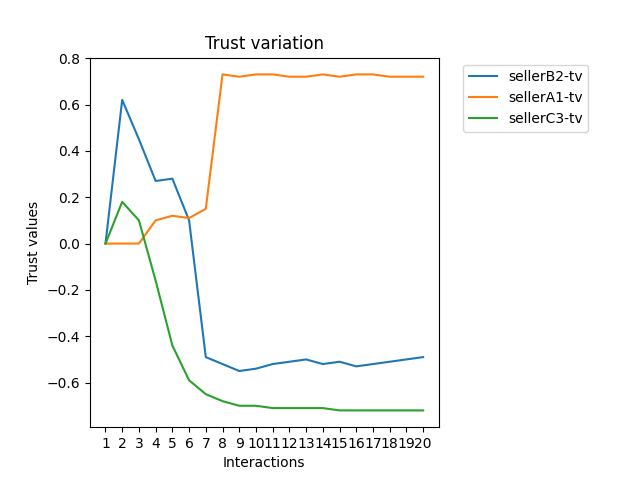 Trust variation
sellerB2-tv
sellerA1-tv
sellerC3-tv
Trust values
0.8
0.6
0.4
0.2
0.0
−0.2
−0.4
−0.6
1 2 3 4 5 6 7 8 9 10 11 12 13 14 15 16 17 18 19 20
Interactions